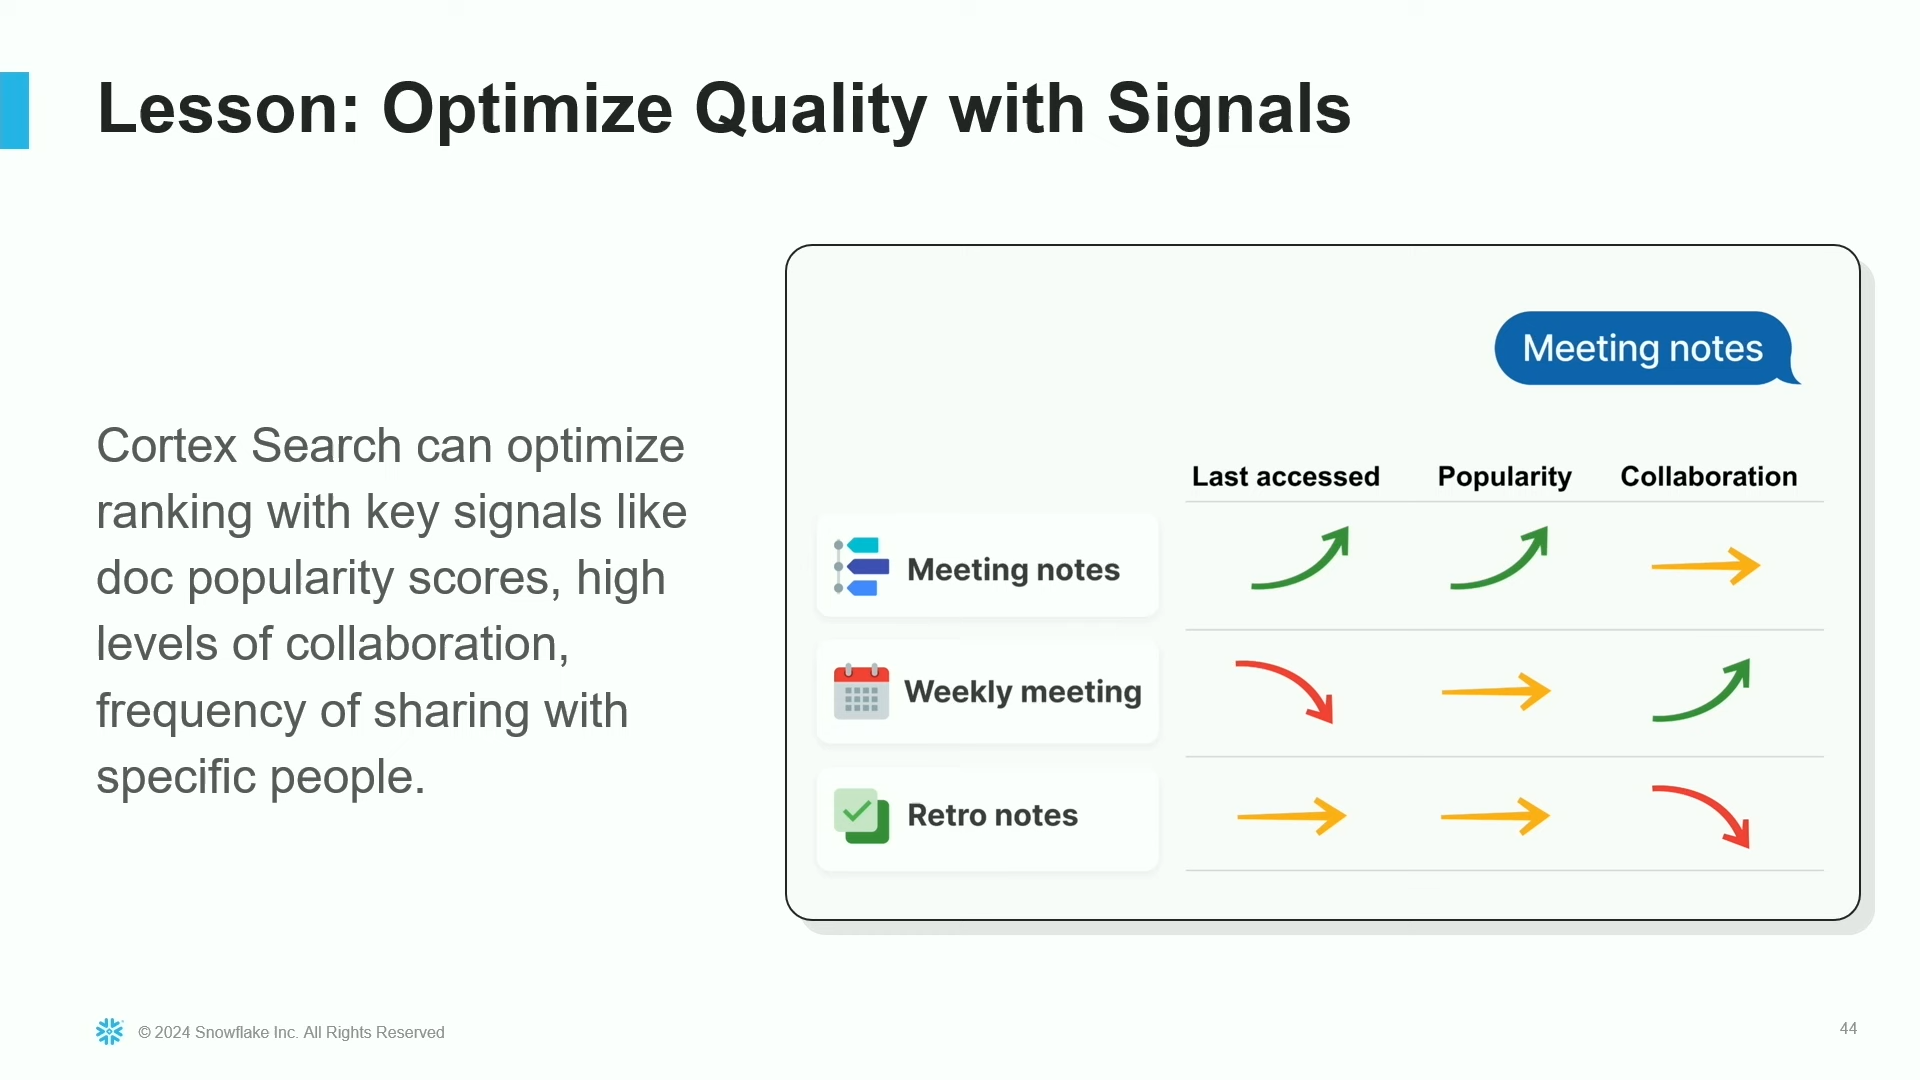 Lesson: Optimize Quality with Signals
Cortex Search can optimize
ranking with key signals like
doc popularity scores, high
levels of collaboration,
frequency of sharing with
specific people.
Meeting notes
Last accessed Popularity Collaboration
Meeting notes
Weekly meeting
Retro notes
© 2024 Snowflake Inc. All Rights Reserved
44